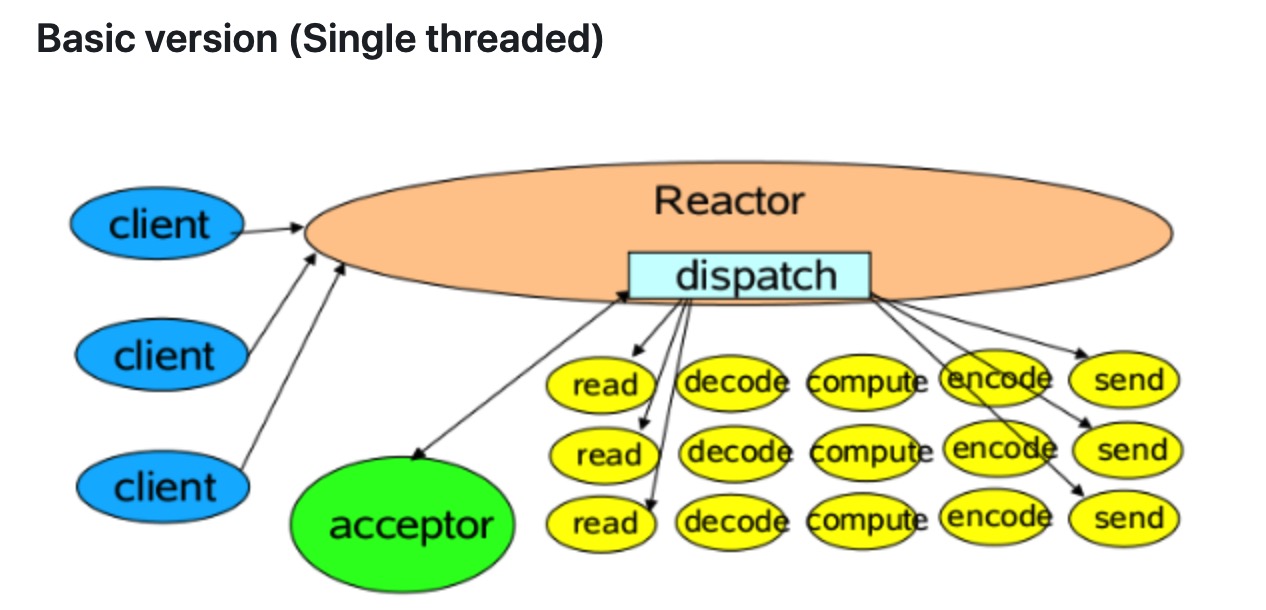 Basic version (Single threaded)
Reactor
client
dispatch
client
client
acceptor
read decode compute encode send
read decode compute encode send
read decode compute encode send